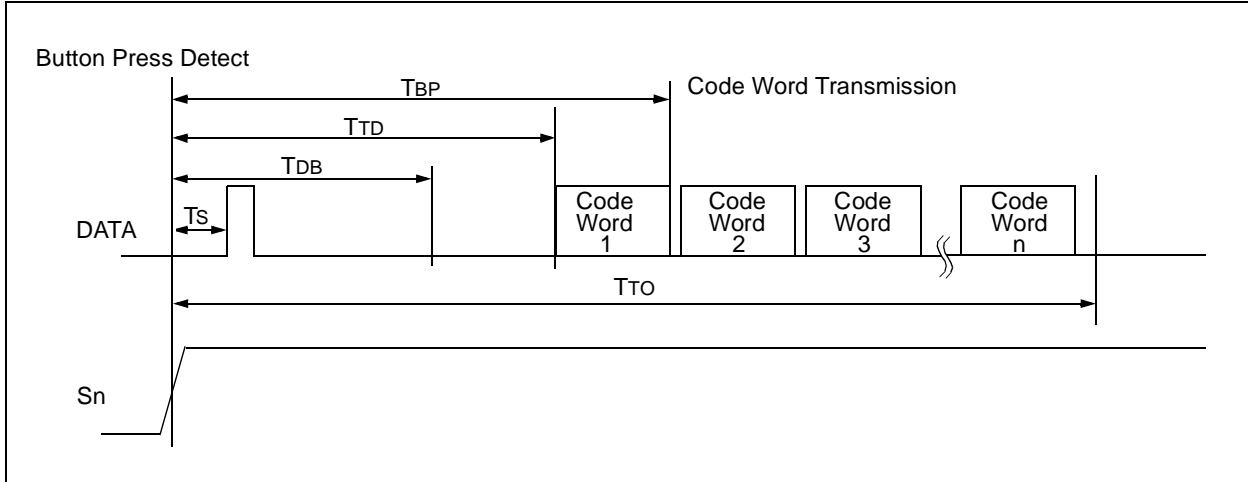 Button Press Detect
TBP
Code Word Transmission
TTD
TDB
TS
DATA
Code
Word
1
Code
Word
2
Code
Word
3
Code
Word
n
TTO
Sn